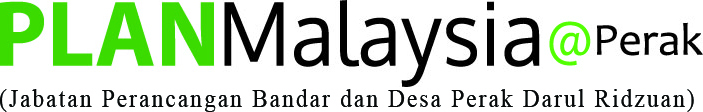 PLANMalaysia@Perak
(Jabatan Perancangan Bandar dan Desa Perak Darul Ridzuan)